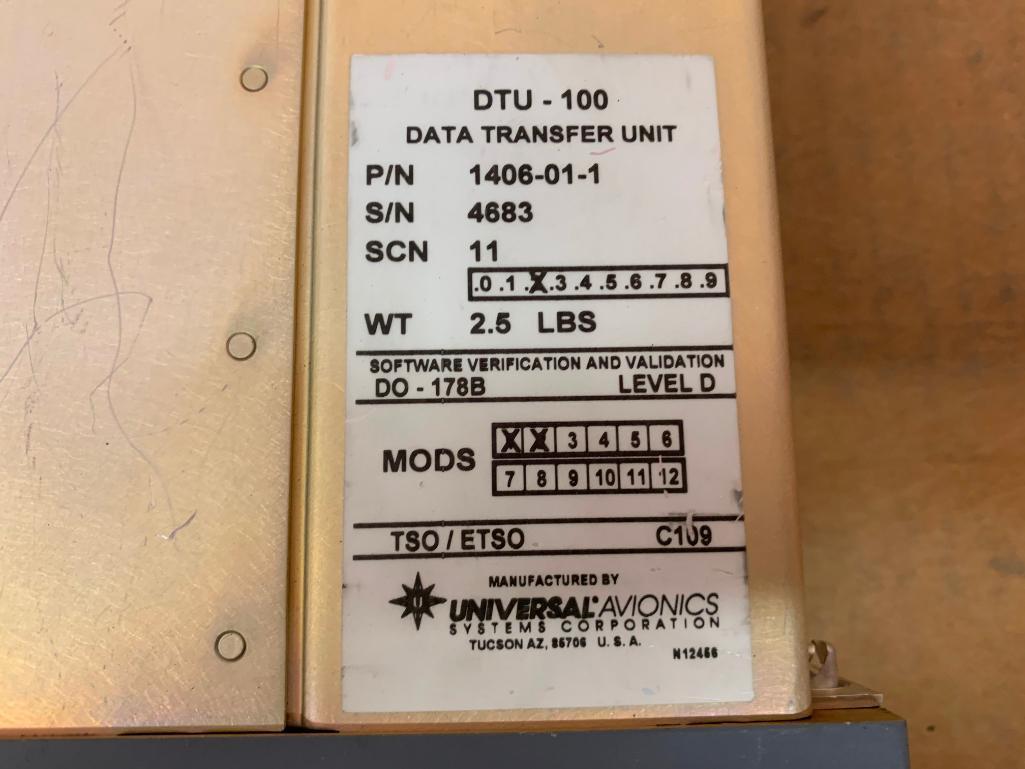 DTU - 100
DATA TRANSFER UNIT
P/N 1406-01-1
S/N 4683
SCN 11
.0 .1 .X .3 .4 .5 .6 .7 .8 .9
WT 2.5 LBS
SOFTWARE VERIFICATION AND VALIDATION
DO - 178B LEVEL D
MODS
X X 3 4 5 6
7 8 9 10 11 12
TSO / ETSO C109
MANUFACTURED BY
UNIVERSAL AVIONICS
SYSTEMS CORPORATION
TUCSON AZ, 85706 U. S. A.
N12456